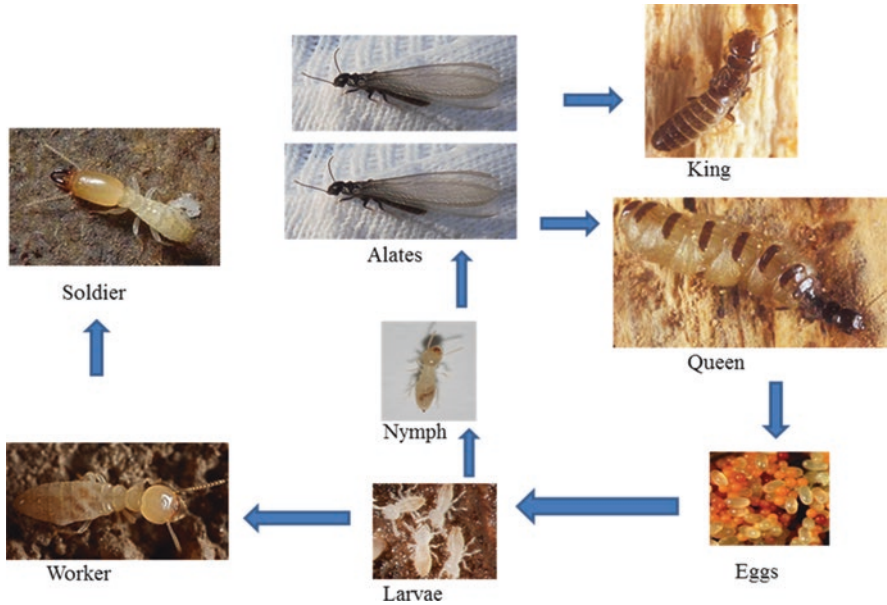 King
Alates
Soldier
Queen
Nymph
Worker
Larvae
Eggs